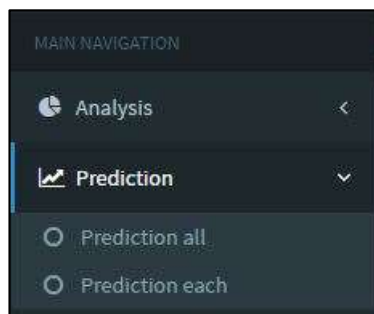 MAIN NAVIGATION
Analysis
Prediction
Prediction all
Prediction each